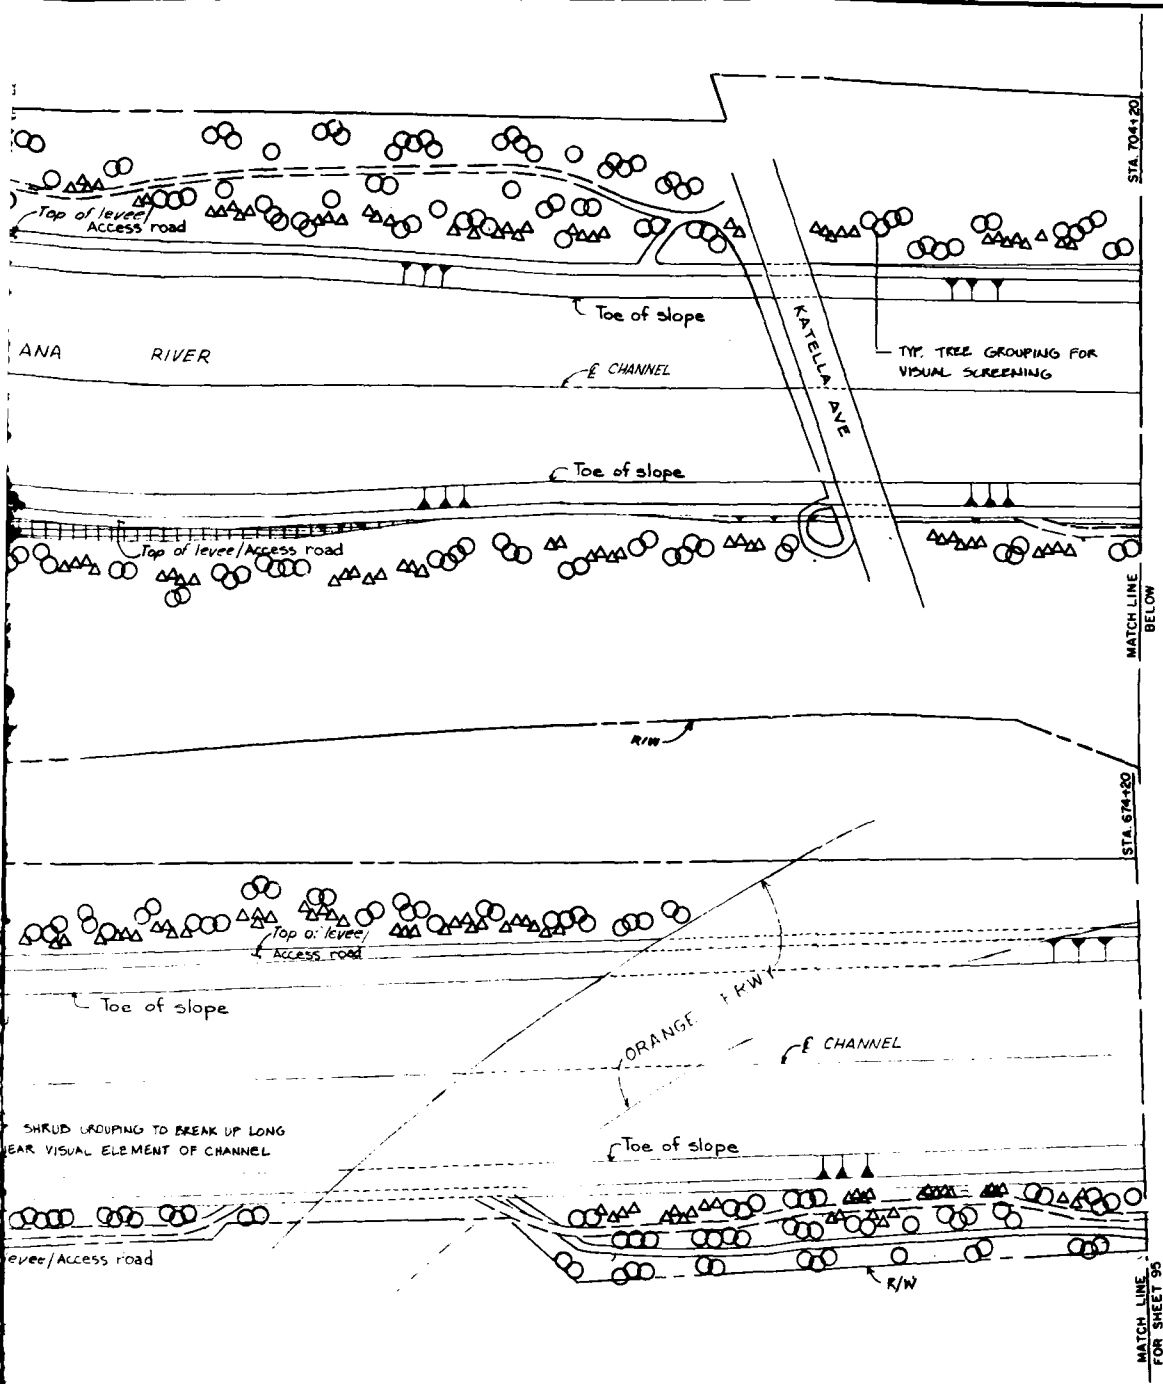 STA. 704+20
Top of levee/
Access road
Toe of slope
KATELLA AVE
ANA RIVER
TYP. TREE GROUPING FOR
VISUAL SCREENING
℄ CHANNEL
Toe of slope
Top of levee/Access road
MATCH LINE
BELOW
R/W
STA. 674+20
Top of levee/
Access road
Toe of slope
ORANGE FRWY
℄ CHANNEL
SHRUB GROUPING TO BREAK UP LONG
EAR VISUAL ELEMENT OF CHANNEL
Toe of slope
evee/Access road
R/W
MATCH LINE
FOR SHEET 95